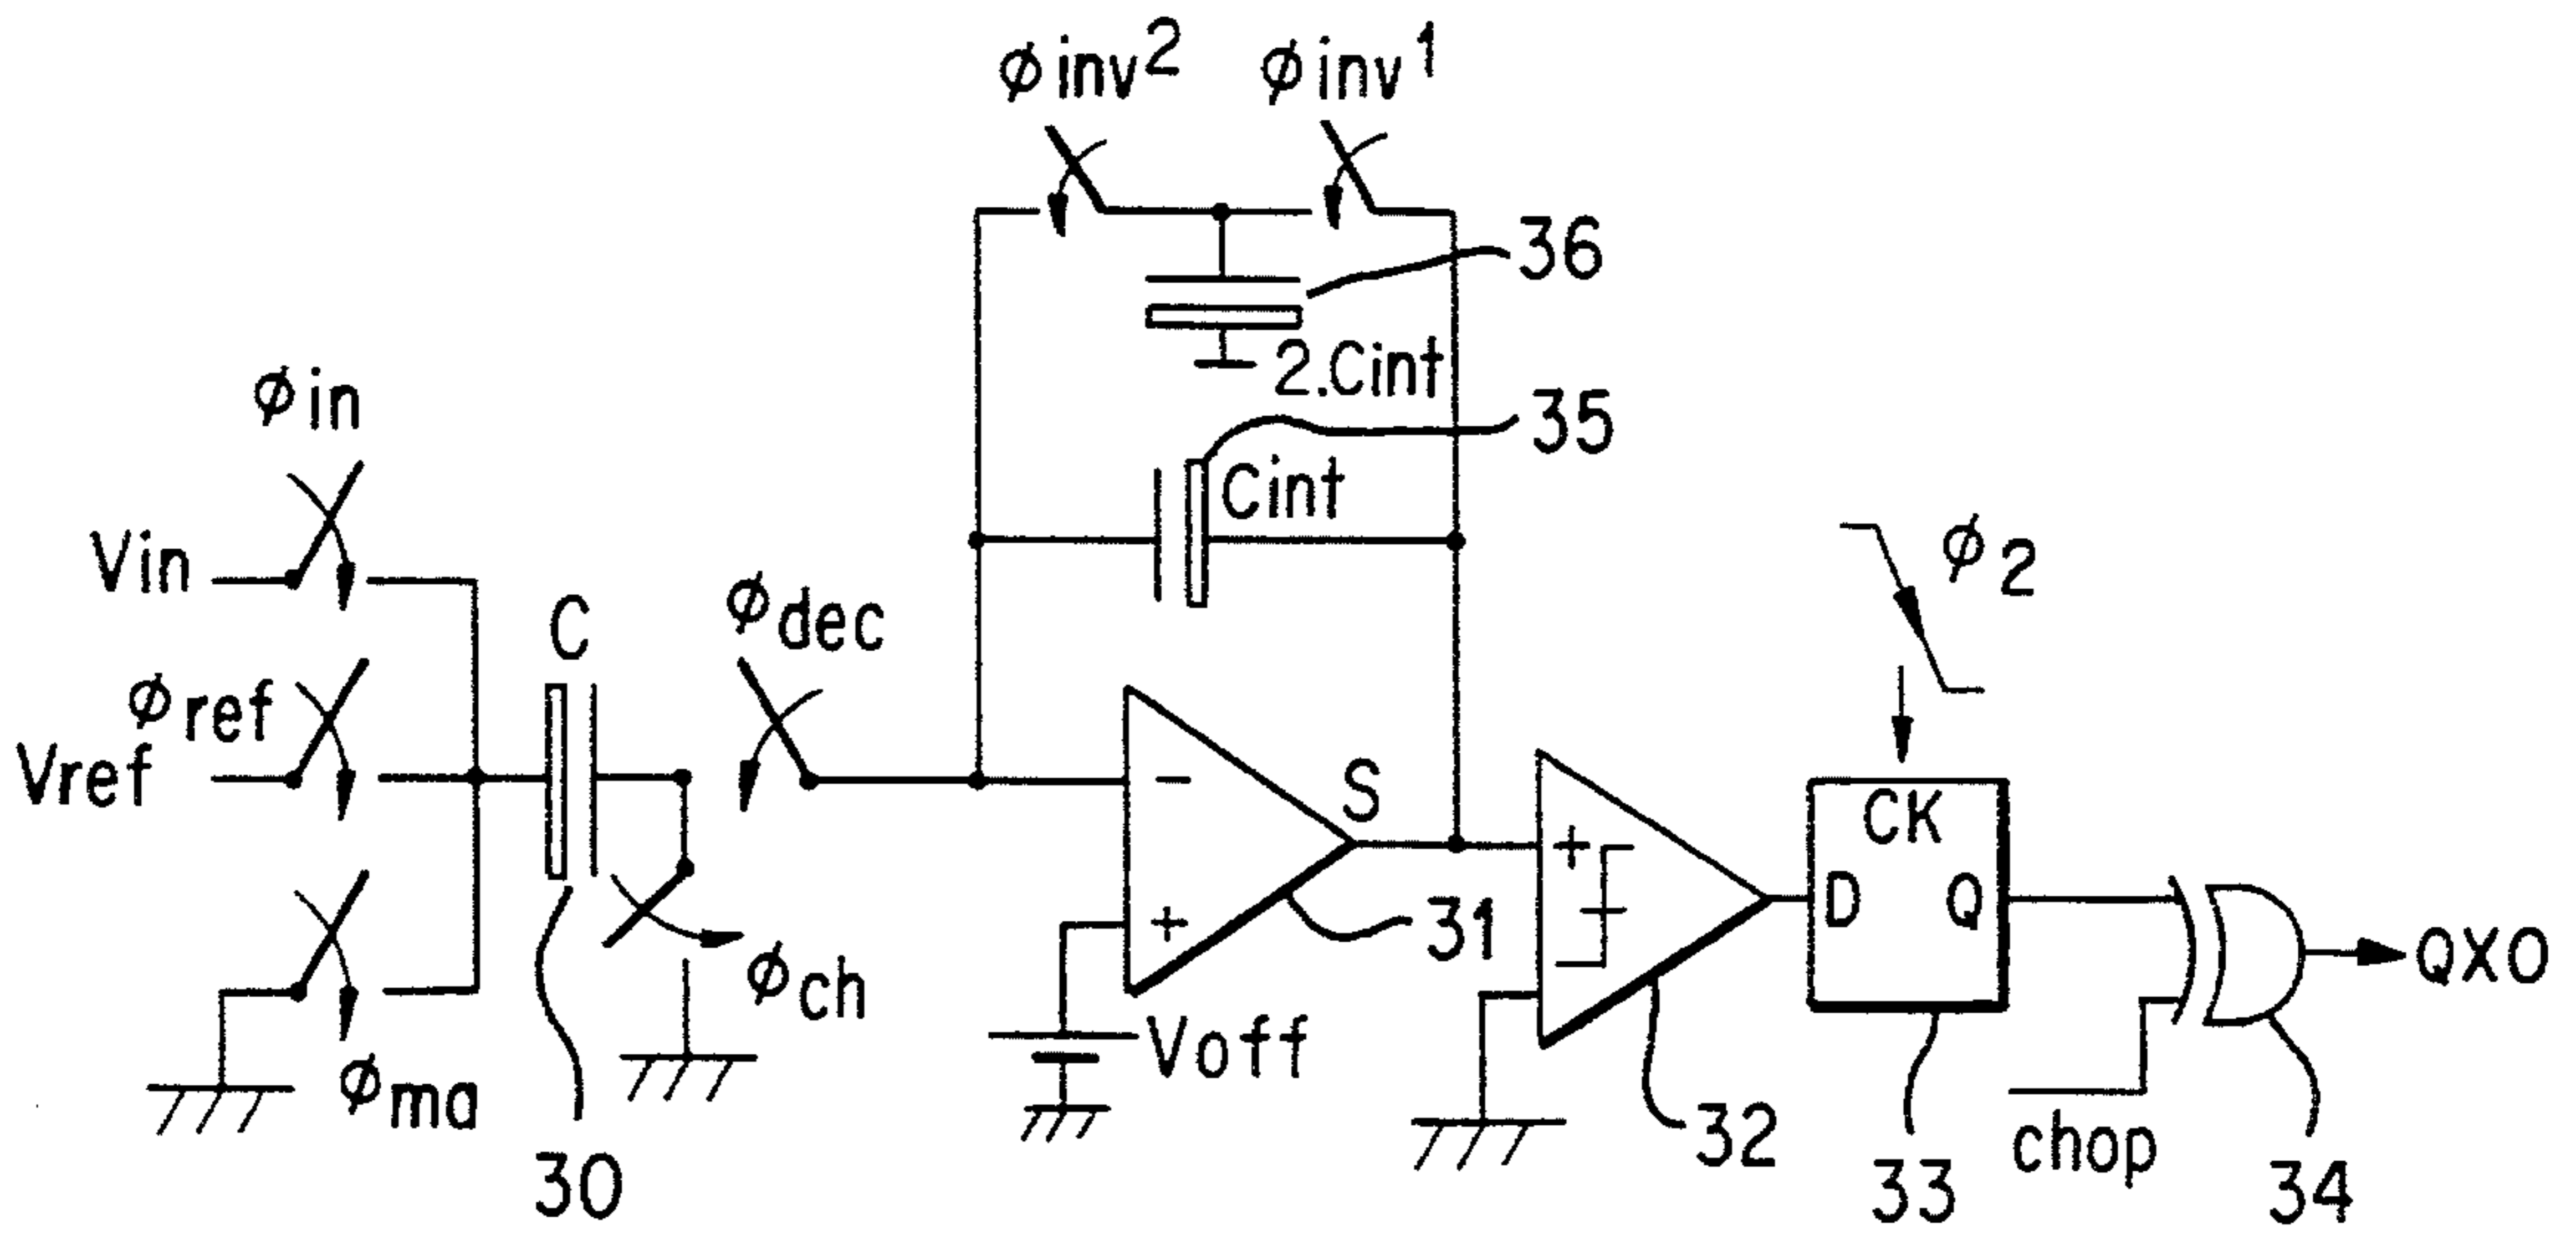 ϕinv2
ϕinv1
36
2.Cint
35
Cint
ϕin
Vin
C
ϕdec
ϕ2
ϕref
Vref
S
CK
D
Q
QXO
−
+
+
31
ϕch
Voff
ϕma
30
32
33
chop
34